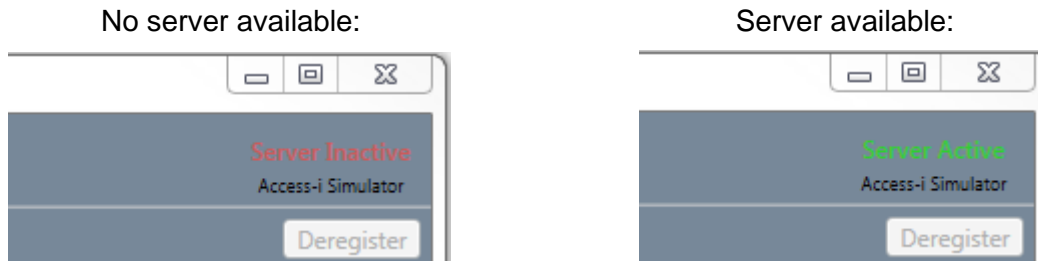 No server available:
Server Inactive
Access-i Simulator
Deregister
Server available:
Server Active
Access-i Simulator
Deregister